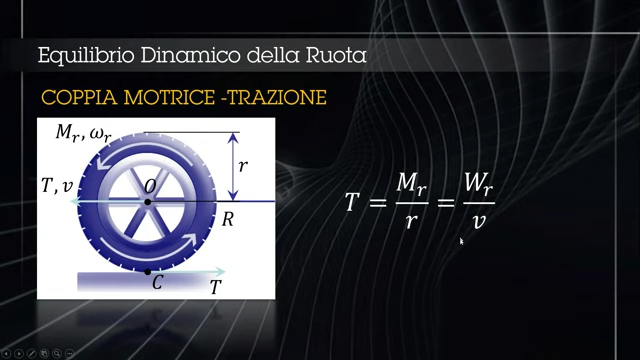 Equilibrio Dinamico della Ruota
COPPIA MOTRICE -TRAZIONE
M_r, ω_r
r
T, v
O
R
C
T
T = M_r/r = W_r/v